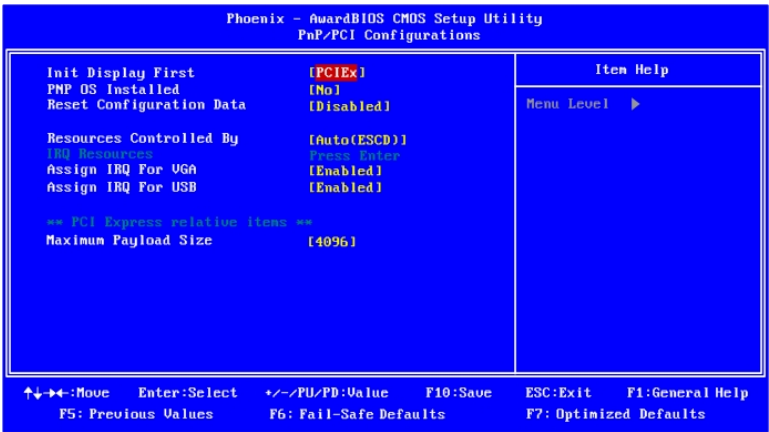 Phoenix - AwardBIOS CMOS Setup Utility
PnP/PCI Configurations
Init Display First [PCIEx]
PNP OS Installed [No]
Reset Configuration Data [Disabled]
Resources Controlled By [Auto(ESCD)]
IRQ Resources Press Enter
Assign IRQ For VGA [Enabled]
Assign IRQ For USB [Enabled]
** PCI Express relative items **
Maximum Payload Size [4096]
Item Help
Menu Level ▶
↑↓→←:Move Enter:Select +/-/PU/PD:Value F10:Save ESC:Exit F1:General Help
F5: Previous Values F6: Fail-Safe Defaults F7: Optimized Defaults